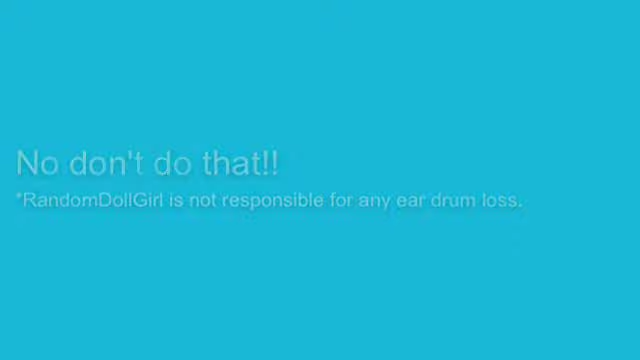 No don't do that!!
*RandomDollGirl is not responsible for any ear drum loss.